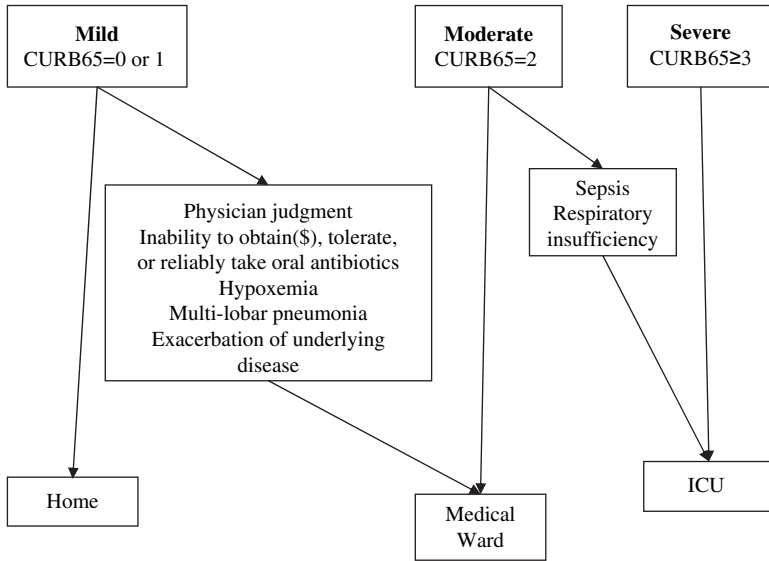 Mild
CURB65=0 or 1
Moderate
CURB65=2
Severe
CURB65≥3
Physician judgment
Inability to obtain($), tolerate,
or reliably take oral antibiotics
Hypoxemia
Multi-lobar pneumonia
Exacerbation of underlying
disease
Sepsis
Respiratory
insufficiency
Home
Medical
Ward
ICU